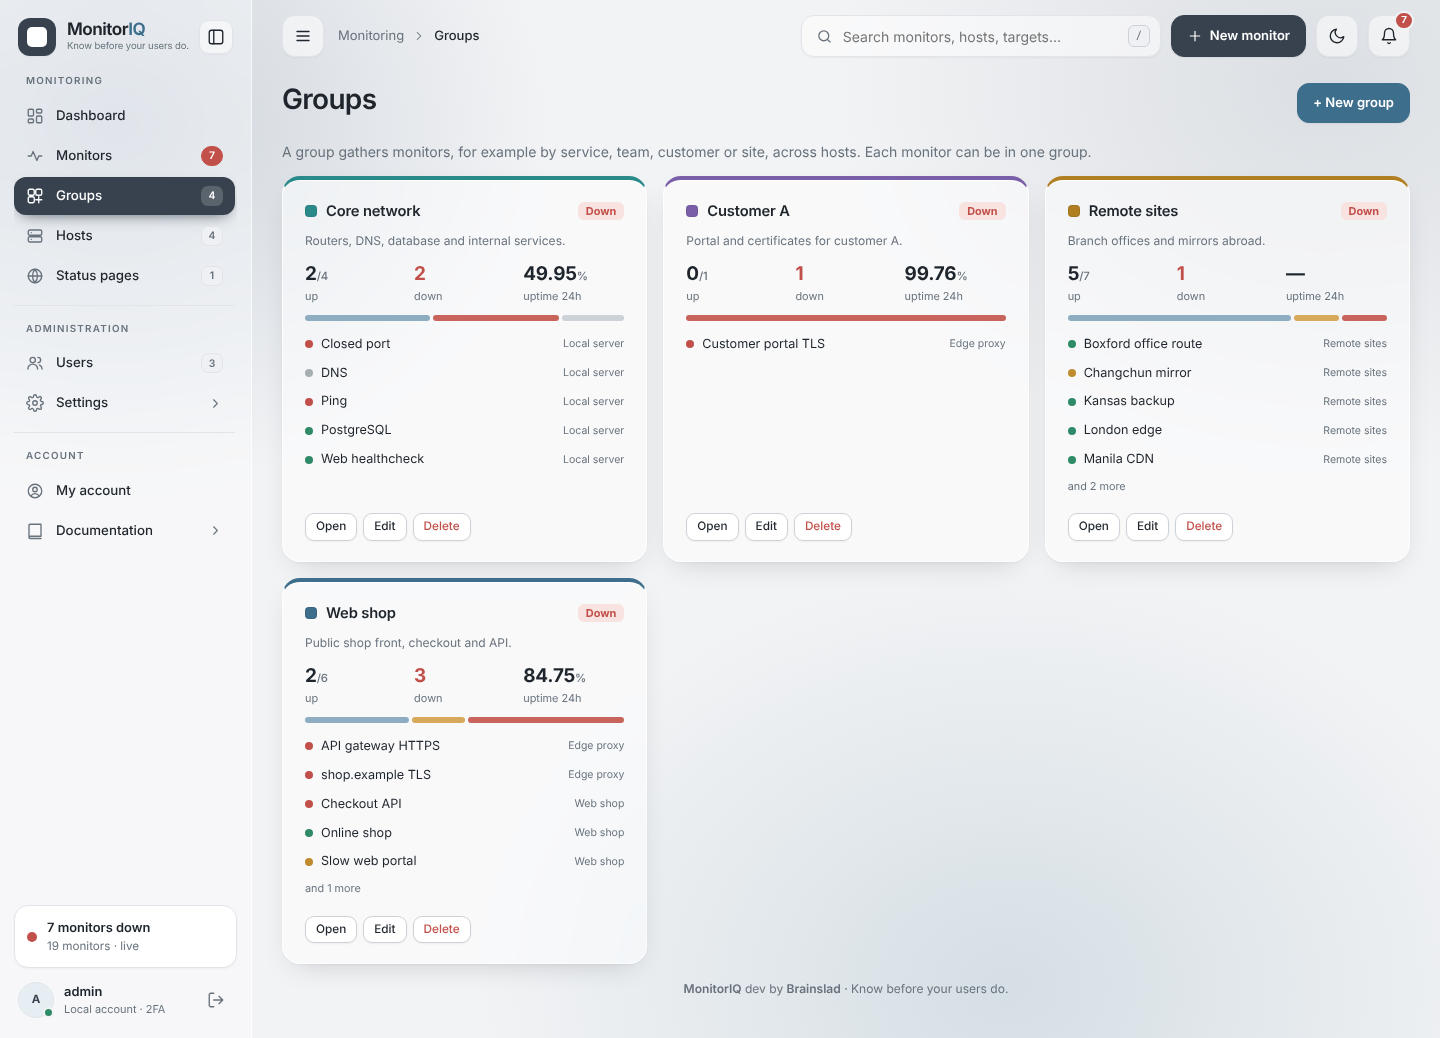 MonitorIQ
Know before your users do.
MONITORING
Dashboard
Monitors 7
Groups 4
Hosts 4
Status pages 1
ADMINISTRATION
Users 3
Settings
ACCOUNT
My account
Documentation
7 monitors down
19 monitors · live
A
admin
Local account · 2FA
Monitoring > Groups
Search monitors, hosts, targets... /
+ New monitor
7
Groups
+ New group
A group gathers monitors, for example by service, team, customer or site, across hosts. Each monitor can be in one group.
Core network Down
Routers, DNS, database and internal services.
2/4 2 49.95%
up down uptime 24h
Closed port Local server
DNS Local server
Ping Local server
PostgreSQL Local server
Web healthcheck Local server
Open Edit Delete
Customer A Down
Portal and certificates for customer A.
0/1 1 99.76%
up down uptime 24h
Customer portal TLS Edge proxy
Open Edit Delete
Remote sites Down
Branch offices and mirrors abroad.
5/7 1 —
up down uptime 24h
Boxford office route Remote sites
Changchun mirror Remote sites
Kansas backup Remote sites
London edge Remote sites
Manila CDN Remote sites
and 2 more
Open Edit Delete
Web shop Down
Public shop front, checkout and API.
2/6 3 84.75%
up down uptime 24h
API gateway HTTPS Edge proxy
shop.example TLS Edge proxy
Checkout API Web shop
Online shop Web shop
Slow web portal Web shop
and 1 more
Open Edit Delete
MonitorIQ dev by Brainslad · Know before your users do.